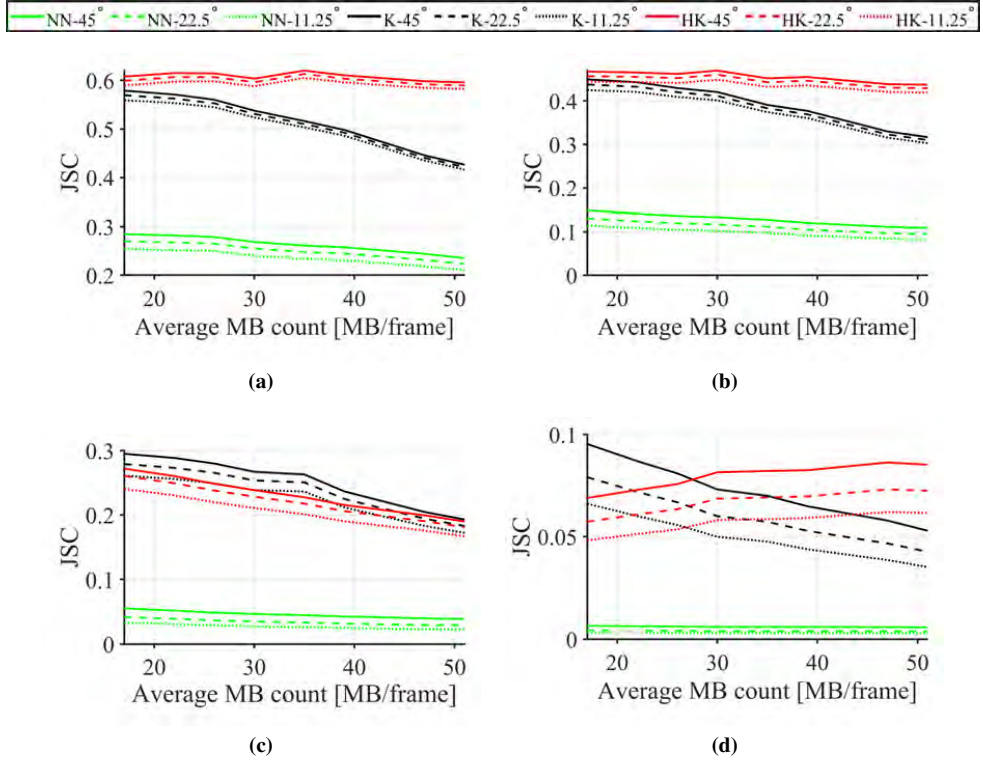 NN-45° NN-22.5° NN-11.25° K-45° K-22.5° K-11.25° HK-45° HK-22.5° HK-11.25°
0.6
0.5
0.4
0.3
0.2
JSC
20 30 40 50
Average MB count [MB/frame]
(a)
0.4
0.3
0.2
0.1
0
JSC
20 30 40 50
Average MB count [MB/frame]
(b)
0.3
0.2
0.1
0
JSC
20 30 40 50
Average MB count [MB/frame]
(c)
0.1
0.05
0
JSC
20 30 40 50
Average MB count [MB/frame]
(d)